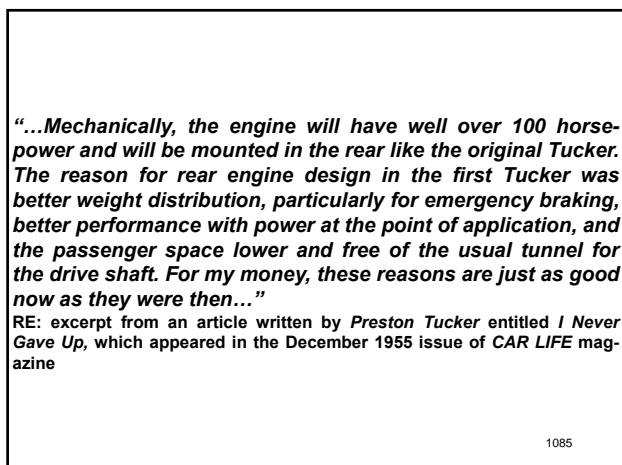 “…Mechanically, the engine will have well over 100 horse-
power and will be mounted in the rear like the original Tucker.
The reason for rear engine design in the first Tucker was
better weight distribution, particularly for emergency braking,
better performance with power at the point of application, and
the passenger space lower and free of the usual tunnel for
the drive shaft. For my money, these reasons are just as good
now as they were then…”
RE: excerpt from an article written by Preston Tucker entitled I Never
Gave Up, which appeared in the December 1955 issue of CAR LIFE mag-
azine
1085